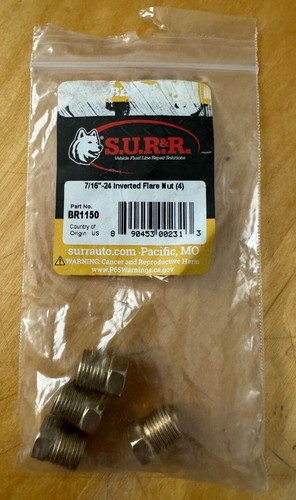 S.U.R.&R.
Vehicle Fluid Line Repair Solutions
7/16"-24 Inverted Flare Nut (4)
Part No.
BR1150
Country of
Origin: US
8 90453 00231 3
surrauto.com -Pacific, MO
WARNING: Cancer and Reproductive Harm
www.P65Warnings.ca.gov